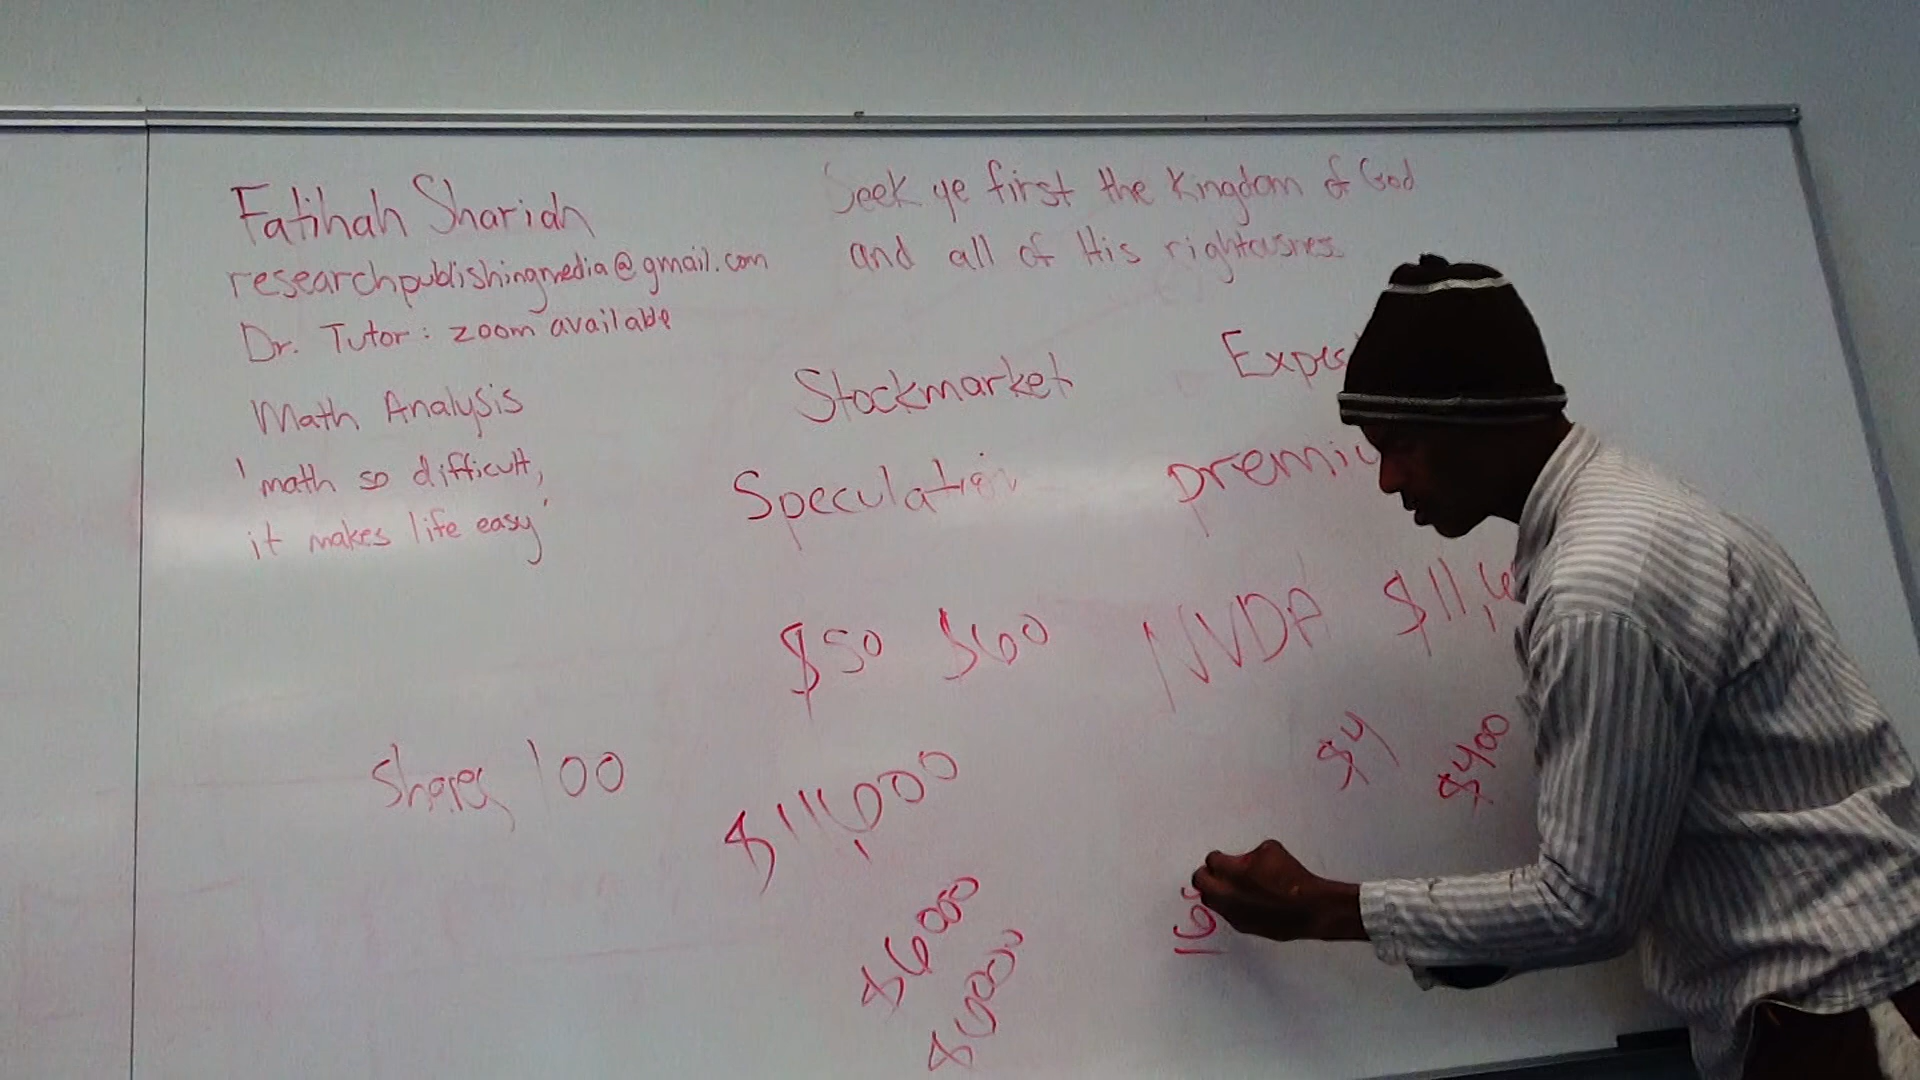 Fatihah Shariah
researchpublishingmedia@gmail.com
Dr. Tutor: zoom available
Math Analysis
'math so difficult,
it makes life easy'
Seek ye first the Kingdom of God
and all of His
Stockmarket
Speculation
$50 $60
Shares 100
$11,000
$6000
$6000
NVDA
$4
$400